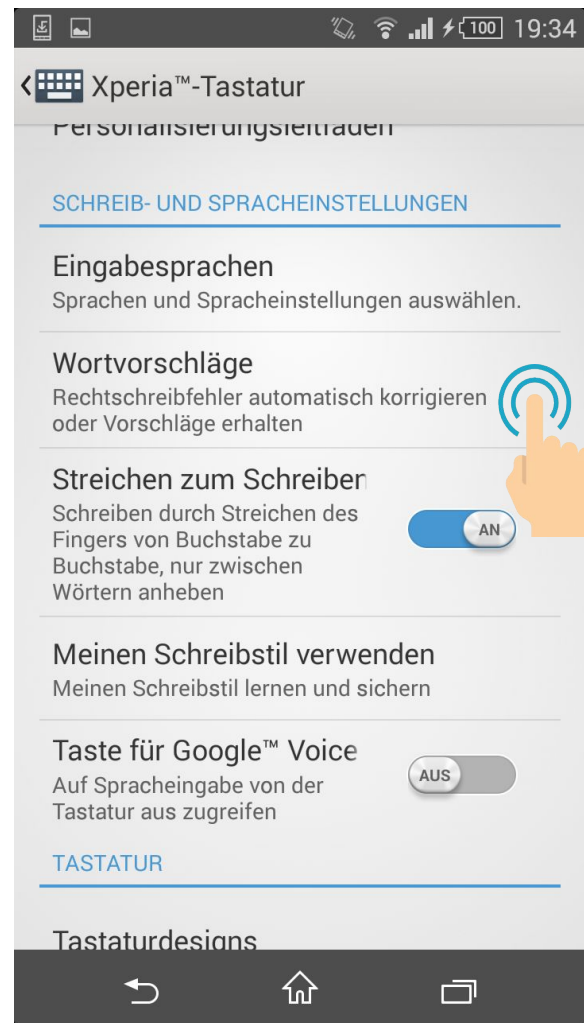 100 19:34
Xperia™-Tastatur
Personalisierungsleitfaden
SCHREIB- UND SPRACHEINSTELLUNGEN
Eingabesprachen
Sprachen und Spracheinstellungen auswählen.
Wortvorschläge
Rechtschreibfehler automatisch korrigieren
oder Vorschläge erhalten
Streichen zum Schreiben
Schreiben durch Streichen des
Fingers von Buchstabe zu
Buchstabe, nur zwischen
Wörtern anheben
AN
Meinen Schreibstil verwenden
Meinen Schreibstil lernen und sichern
Taste für Google™ Voice
Auf Spracheingabe von der
Tastatur aus zugreifen
AUS
TASTATUR
Tastaturdesigns